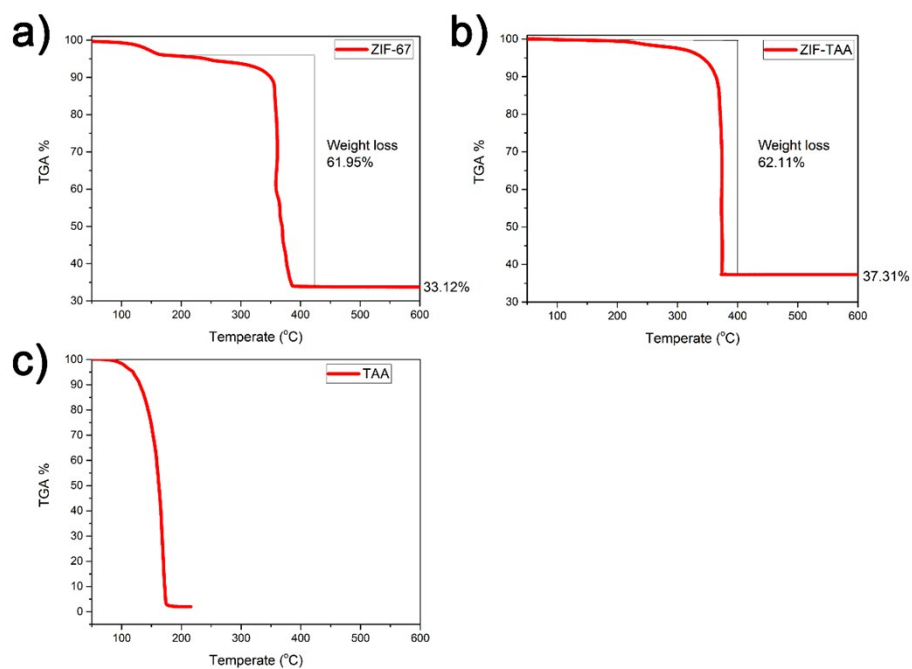 a)
ZIF-67
100
90
80
70
60
50
40
30
TGA %
Weight loss
61.95%
33.12%
100 200 300 400 500 600
Temperate (°C)
b)
ZIF-TAA
100
90
80
70
60
50
40
30
TGA %
Weight loss
62.11%
37.31%
100 200 300 400 500 600
Temperate (°C)
c)
TAA
100
90
80
70
60
50
40
30
20
10
0
TGA %
100 200 300 400 500 600
Temperate (°C)